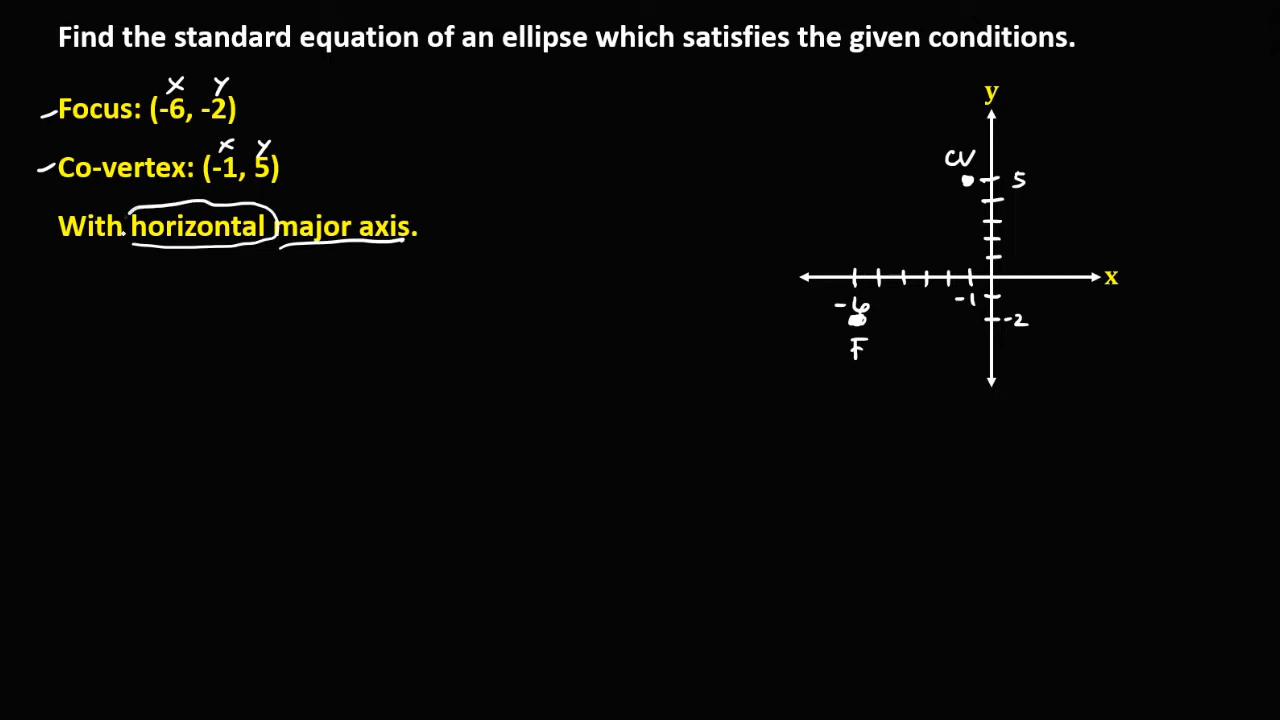 Find the standard equation of an ellipse which satisfies the given conditions.
x y
Focus: (-6, -2)
x y
Co-vertex: (-1, 5)
With horizontal major axis.
y
CV
5
x
-6
-1
-2
F